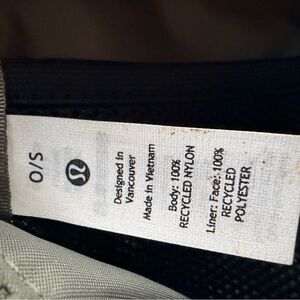 O/S
Designed in
Vancouver
Made in Vietnam
Body: 100%
RECYCLED NYLON
Liner: Face: 100%
RECYCLED
POLYESTER